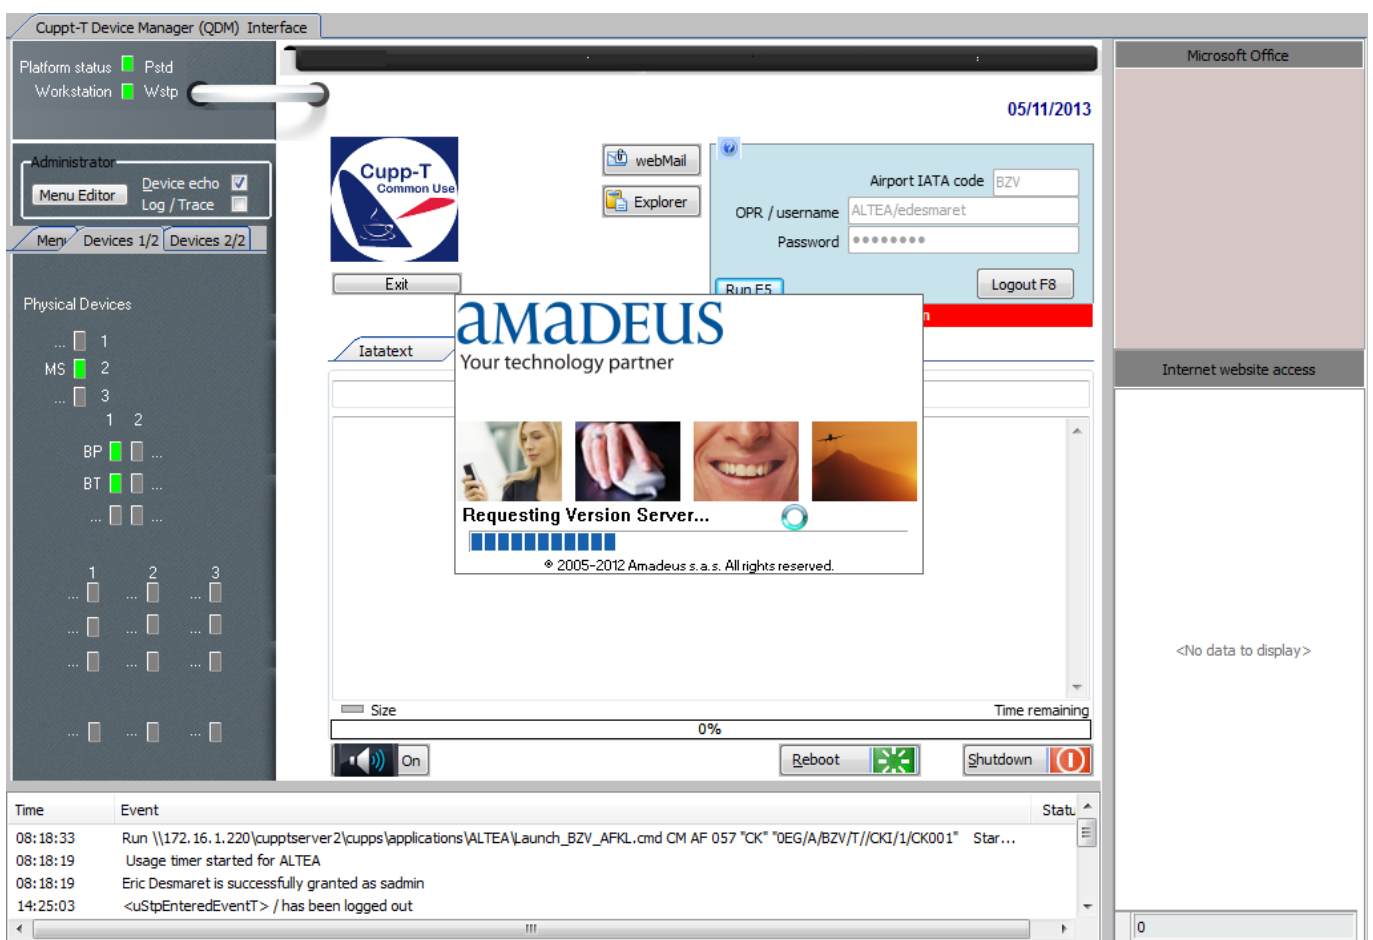 Cuppt-T Device Manager (QDM) Interface
Platform status Pstd
Workstation Wstp
Administrator
Menu Editor
Device echo
Log / Trace
Devices 1/2
Devices 2/2
Physical Devices
... 1
MS 2
... 3
1 2
BP ...
BT ...
... ...
1 2 3
... ... ...
... ... ...
... ... ...
... ... ...
05/11/2013
Cupp-T
Common Use
Exit
webMail
Explorer
Airport IATA code BZV
OPR / username ALTEA/edesmaret
Password ••••••••
Run F5
Logout F8
Iatatext
amadeus
Your technology partner
Requesting Version Server...
© 2005-2012 Amadeus s.a.s. All rights reserved.
Size
Time remaining
0%
On
Reboot
Shutdown
Microsoft Office
Internet website access
<No data to display>
0
Time Event Statu
08:18:33 Run \\172.16.1.220\cupptserver2\cupps\applications\ALTEA\Launch_BZV_AFKL.cmd CM AF 057 "CK" "0EG/A/BZV/T//CKI/1/CK001" Star...
08:18:19 Usage timer started for ALTEA
08:18:19 Eric Desmaret is successfully granted as sadmin
14:25:03 <uStpEnteredEventT> / has been logged out